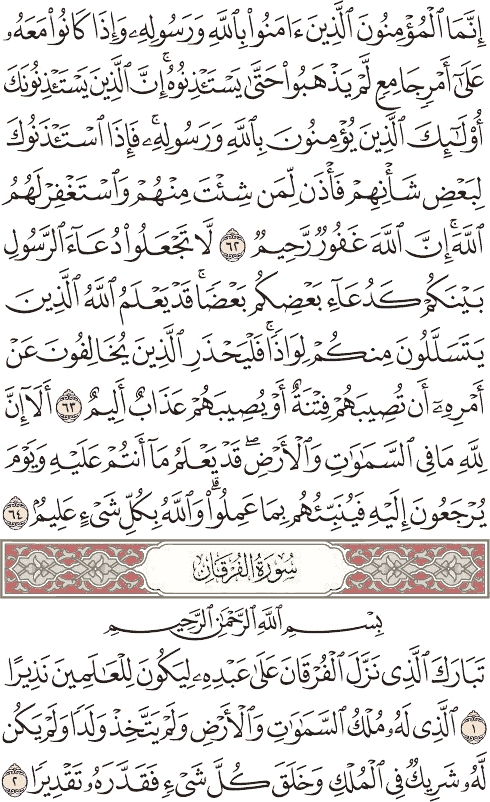 إِنَّمَا ٱلْمُؤْمِنُونَ ٱلَّذِينَ ءَامَنُوا۟ بِٱللَّهِ وَرَسُولِهِۦ وَإِذَا كَانُوا۟ مَعَهُۥ
عَلَىٰٓ أَمْرٍ جَامِعٍ لَّمْ يَذْهَبُوا۟ حَتَّىٰ يَسْتَـْٔذِنُوهُ ۚ إِنَّ ٱلَّذِينَ يَسْتَـْٔذِنُونَكَ
أُو۟لَـٰٓئِكَ ٱلَّذِينَ يُؤْمِنُونَ بِٱللَّهِ وَرَسُولِهِۦ ۚ فَإِذَا ٱسْتَـْٔذَنُوكَ
لِبَعْضِ شَأْنِهِمْ فَأْذَن لِّمَن شِئْتَ مِنْهُمْ وَٱسْتَغْفِرْ لَهُمُ
ٱللَّهَ ۚ إِنَّ ٱللَّهَ غَفُورٌ رَّحِيمٌ ٦٢ لَّا تَجْعَلُوا۟ دُعَآءَ ٱلرَّسُولِ
بَيْنَكُمْ كَدُعَآءِ بَعْضِكُم بَعْضًا ۚ قَدْ يَعْلَمُ ٱللَّهُ ٱلَّذِينَ
يَتَسَلَّلُونَ مِنكُمْ لِوَاذًا ۚ فَلْيَحْذَرِ ٱلَّذِينَ يُخَالِفُونَ عَنْ
أَمْرِهِۦٓ أَن تُصِيبَهُمْ فِتْنَةٌ أَوْ يُصِيبَهُمْ عَذَابٌ أَلِيمٌ ٦٣ أَلَآ إِنَّ
لِلَّهِ مَا فِى ٱلسَّمَـٰوَٰتِ وَٱلْأَرْضِ ۖ قَدْ يَعْلَمُ مَآ أَنتُمْ عَلَيْهِ وَيَوْمَ
يُرْجَعُونَ إِلَيْهِ فَيُنَبِّئُهُم بِمَا عَمِلُوا۟ ۗ وَٱللَّهُ بِكُلِّ شَىْءٍ عَلِيمٌۢ ٦٤
سُورَةُ الفُرْقَانِ
بِسْمِ ٱللَّهِ ٱلرَّحْمَـٰنِ ٱلرَّحِيمِ
تَبَارَكَ ٱلَّذِى نَزَّلَ ٱلْفُرْقَانَ عَلَىٰ عَبْدِهِۦ لِيَكُونَ لِلْعَـٰلَمِينَ نَذِيرًا
١ ٱلَّذِى لَهُۥ مُلْكُ ٱلسَّمَـٰوَٰتِ وَٱلْأَرْضِ وَلَمْ يَتَّخِذْ وَلَدًا وَلَمْ يَكُن
لَّهُۥ شَرِيكٌ فِى ٱلْمُلْكِ وَخَلَقَ كُلَّ شَىْءٍ فَقَدَّرَهُۥ تَقْدِيرًا ٢